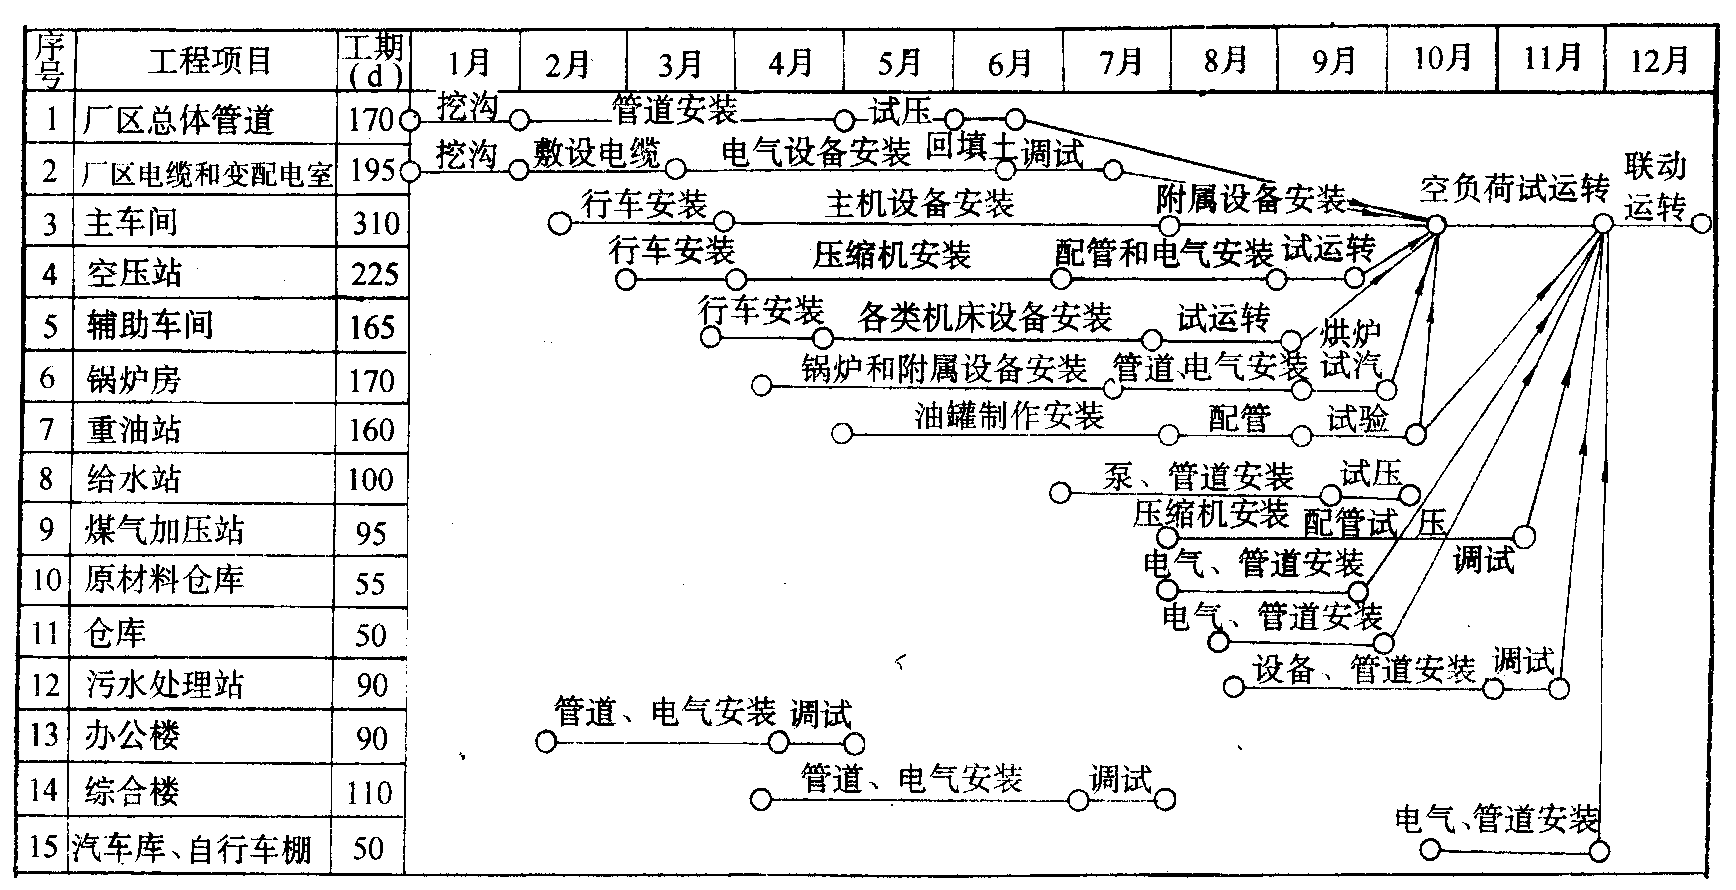 序号 工程项目 工期(d) 1月 2月 3月 4月 5月 6月 7月 8月 9月 10月 11月 12月
1 厂区总体管道 170 挖沟 管道安装 试压 回填土
2 厂区电缆和变配电室 195 挖沟 敷设电缆 电气设备安装 调试
3 主车间 310 行车安装 主机设备安装 附属设备安装 空负荷试运转 联动运转
4 空压站 225 行车安装 压缩机安装 配管和电气安装 试运转
5 辅助车间 165 行车安装 各类机床设备安装 试运转
6 锅炉房 170 锅炉和附属设备安装 管道、电气安装 烘炉 试汽
7 重油站 160 油罐制作安装 配管 试验
8 给水站 100 泵、管道安装 试压
9 煤气加压站 95 压缩机安装 配管试压 调试
10 原材料仓库 55 电气、管道安装
11 仓库 50 电气、管道安装
12 污水处理站 90 设备、管道安装 调试
13 办公楼 90 管道、电气安装 调试
14 综合楼 110 管道、电气安装 调试
15 汽车库、自行车棚 50 电气、管道安装